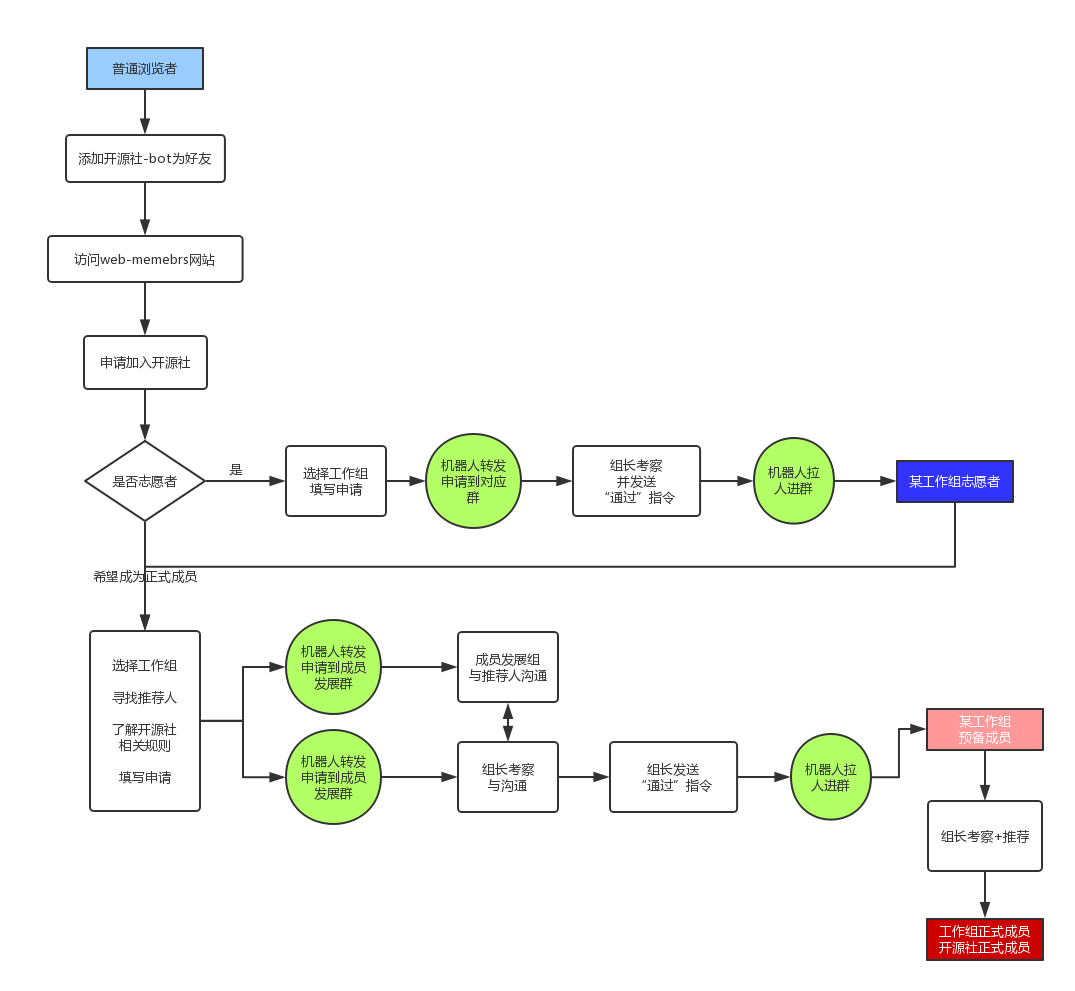 普通浏览者
添加开源社-bot为好友
访问web-memebrs网站
申请加入开源社
是否志愿者
是
选择工作组
填写申请
机器人转发
申请到对应
群
组长考察
并发送
“通过”指令
机器人拉
人进群
某工作组志愿者
希望成为正式成员
选择工作组
寻找推荐人
了解开源社
相关规则
填写申请
机器人转发
申请到成员
发展群
成员发展组
与推荐人沟通
机器人转发
申请到成员
发展群
组长考察
与沟通
组长发送
“通过”指令
机器人拉
人进群
某工作组
预备成员
组长考察+推荐
工作组正式成员
开源社正式成员